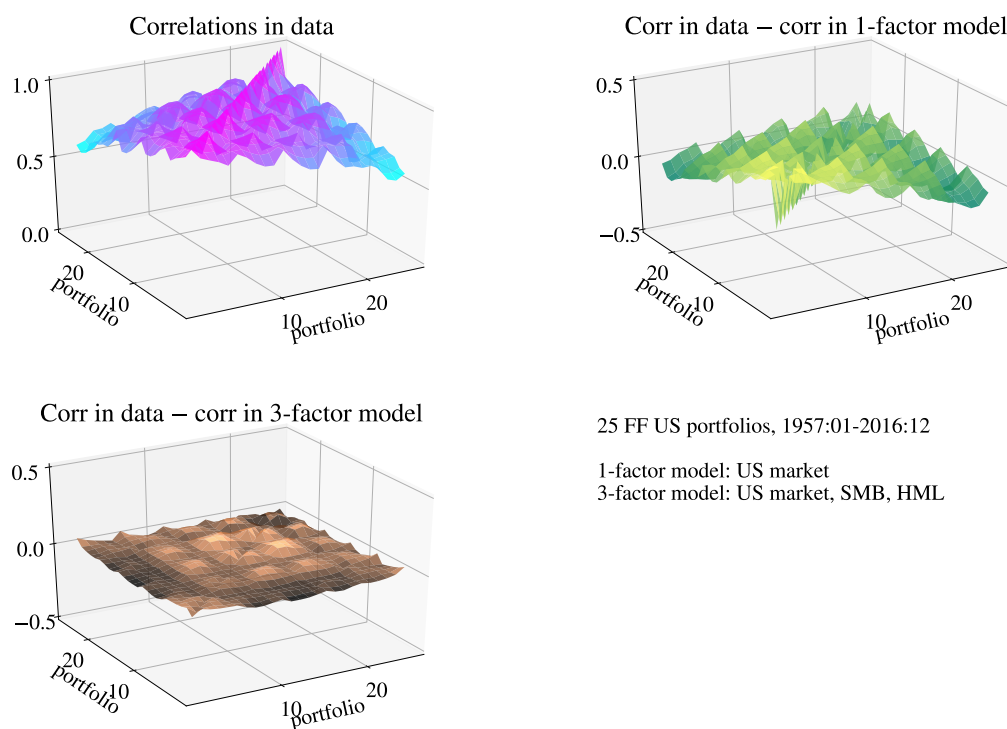 Correlations in data
1.0
0.5
0.0
20
10
portfolio
10
20
portfolio
Corr in data − corr in 1-factor model
0.5
0.0
−0.5
20
10
portfolio
10
20
portfolio
Corr in data − corr in 3-factor model
0.5
0.0
−0.5
20
10
portfolio
10
20
portfolio
25 FF US portfolios, 1957:01-2016:12
1-factor model: US market
3-factor model: US market, SMB, HML